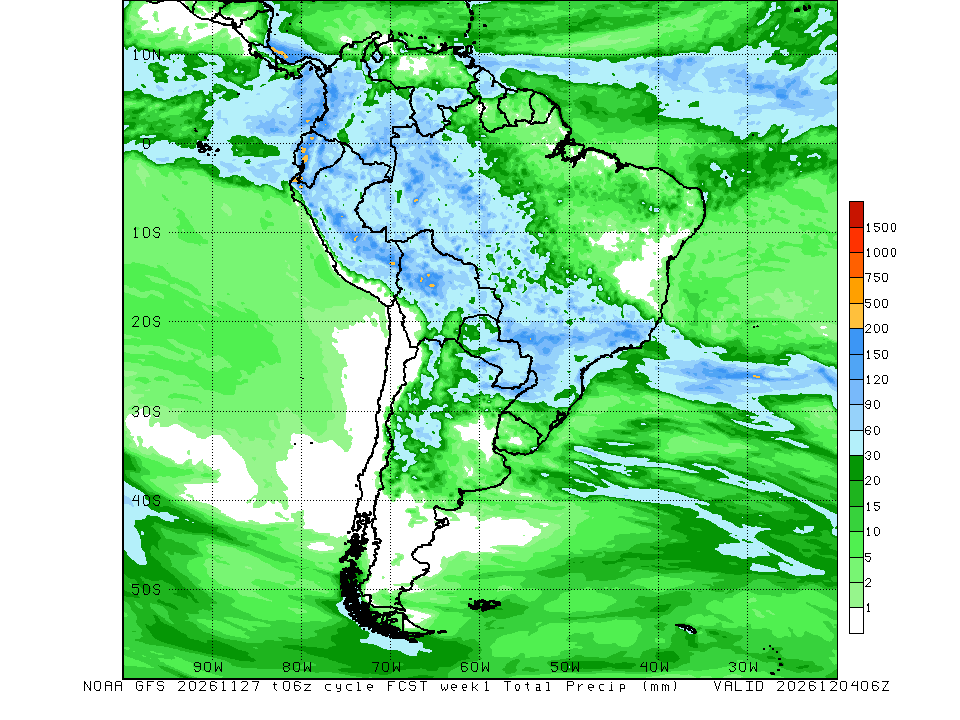 10N
0
10S
20S
30S
40S
50S
90W 80W 70W 60W 50W 40W 30W
1500
1000
750
500
200
150
120
90
60
30
20
15
10
5
2
1
NOAA GFS 20261127 t06z cycle FCST week1 Total Precip (mm) VALID 2026120406Z